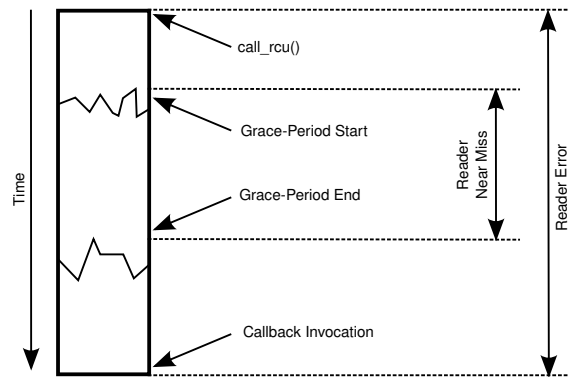 call_rcu()
Grace-Period Start
Grace-Period End
Callback Invocation
Time
Reader
Near Miss
Reader Error